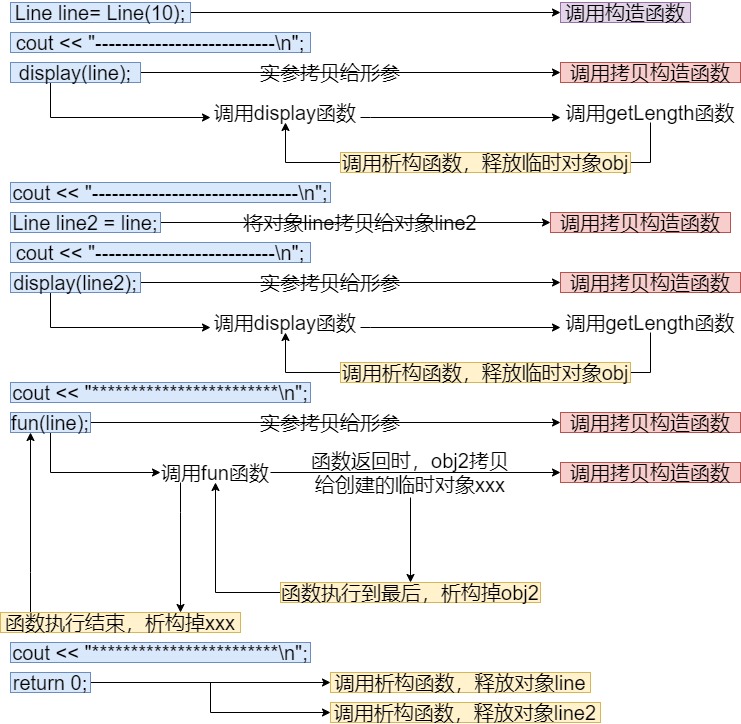 Line line= Line(10);
调用构造函数
cout << "---------------------------\n";
display(line);
实参拷贝给形参
调用拷贝构造函数
调用display函数
调用getLength函数
调用析构函数，释放临时对象obj
cout << "-------------------------------\n";
Line line2 = line;
将对象line拷贝给对象line2
调用拷贝构造函数
cout << "---------------------------\n";
display(line2);
实参拷贝给形参
调用拷贝构造函数
调用display函数
调用getLength函数
调用析构函数，释放临时对象obj
cout << "************************\n";
fun(line);
实参拷贝给形参
调用拷贝构造函数
调用fun函数
函数返回时，obj2拷贝
给创建的临时对象xxx
调用拷贝构造函数
函数执行到最后，析构掉obj2
函数执行结束，析构掉xxx
cout << "************************\n";
return 0;
调用析构函数，释放对象line
调用析构函数，释放对象line2